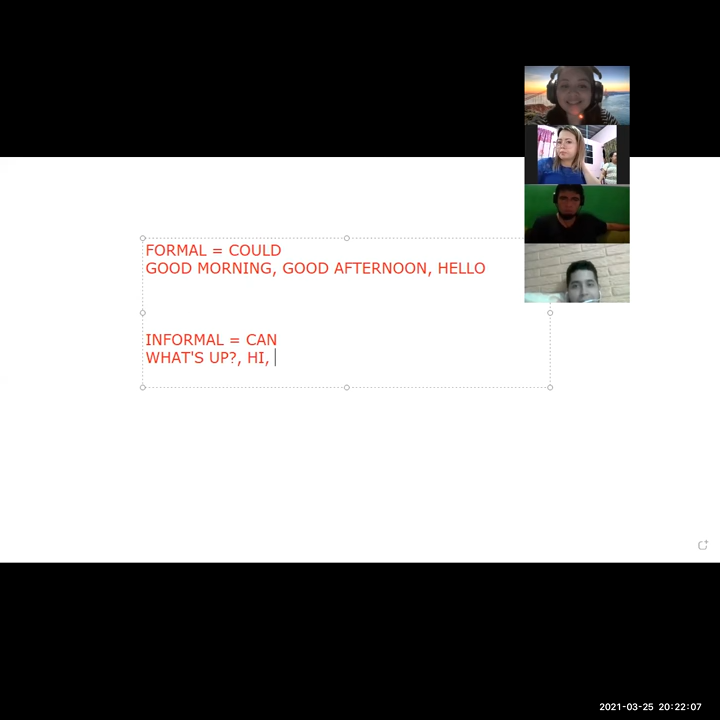 FORMAL = COULD
GOOD MORNING, GOOD AFTERNOON, HELLO
INFORMAL = CAN
WHAT'S UP?, HI,
2021-03-25 20:22:07